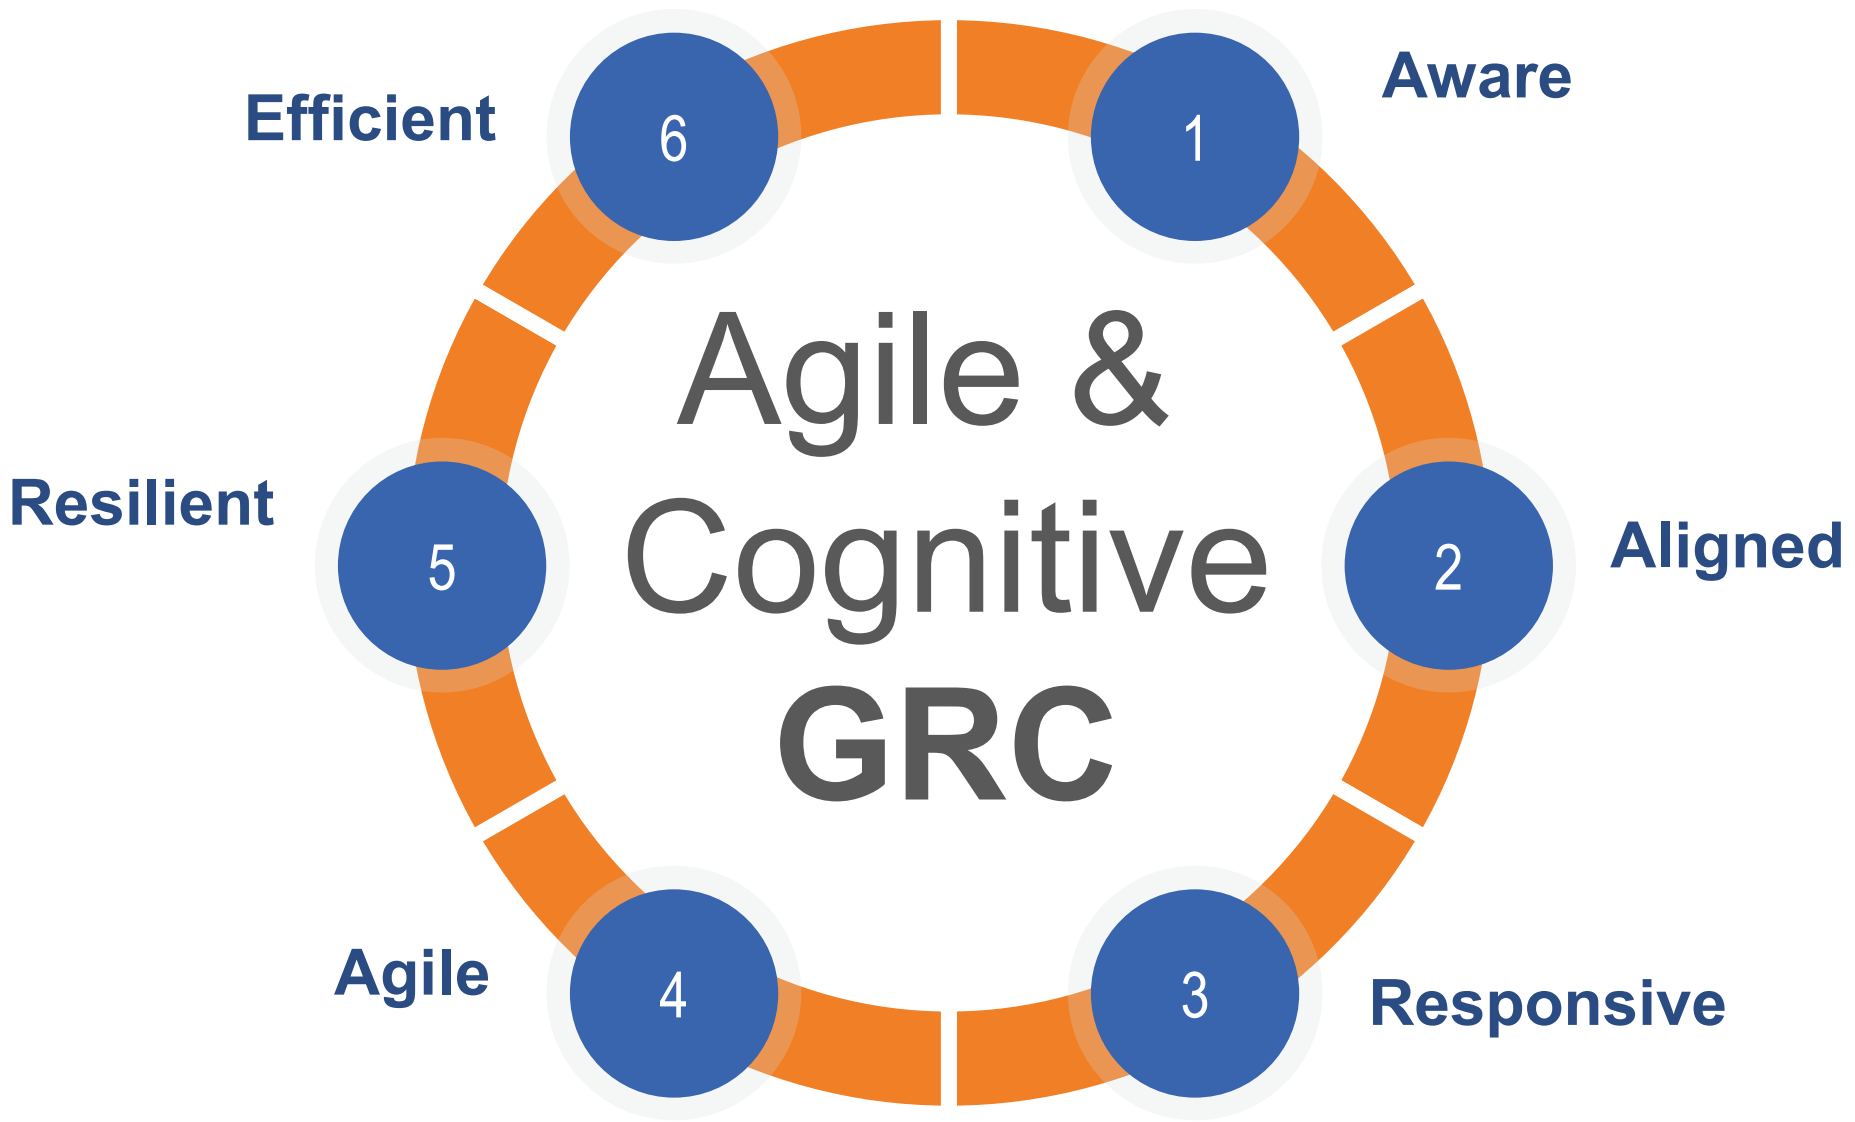 Agile &
Cognitive
GRC
1
Aware
2
Aligned
3
Responsive
4
Agile
5
Resilient
6
Efficient